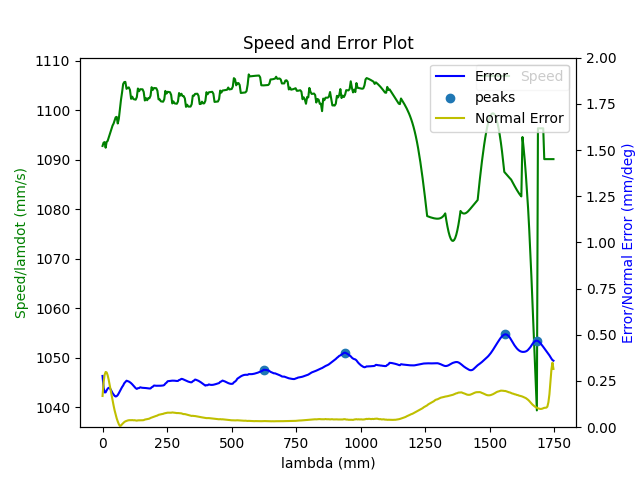 Speed and Error Plot
1110
1100
1090
1080
1070
1060
1050
1040
Speed/lamdot (mm/s)
2.00
1.75
1.50
1.25
1.00
0.75
0.50
0.25
0.00
Error/Normal Error (mm/deg)
Error
Speed
peaks
Normal Error
0 250 500 750 1000 1250 1500 1750
lambda (mm)